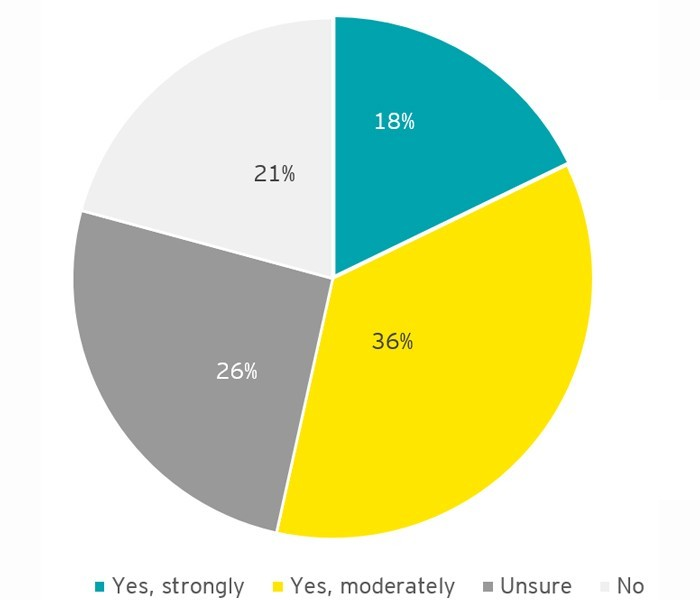 18%
21%
36%
26%
Yes, strongly Yes, moderately Unsure No